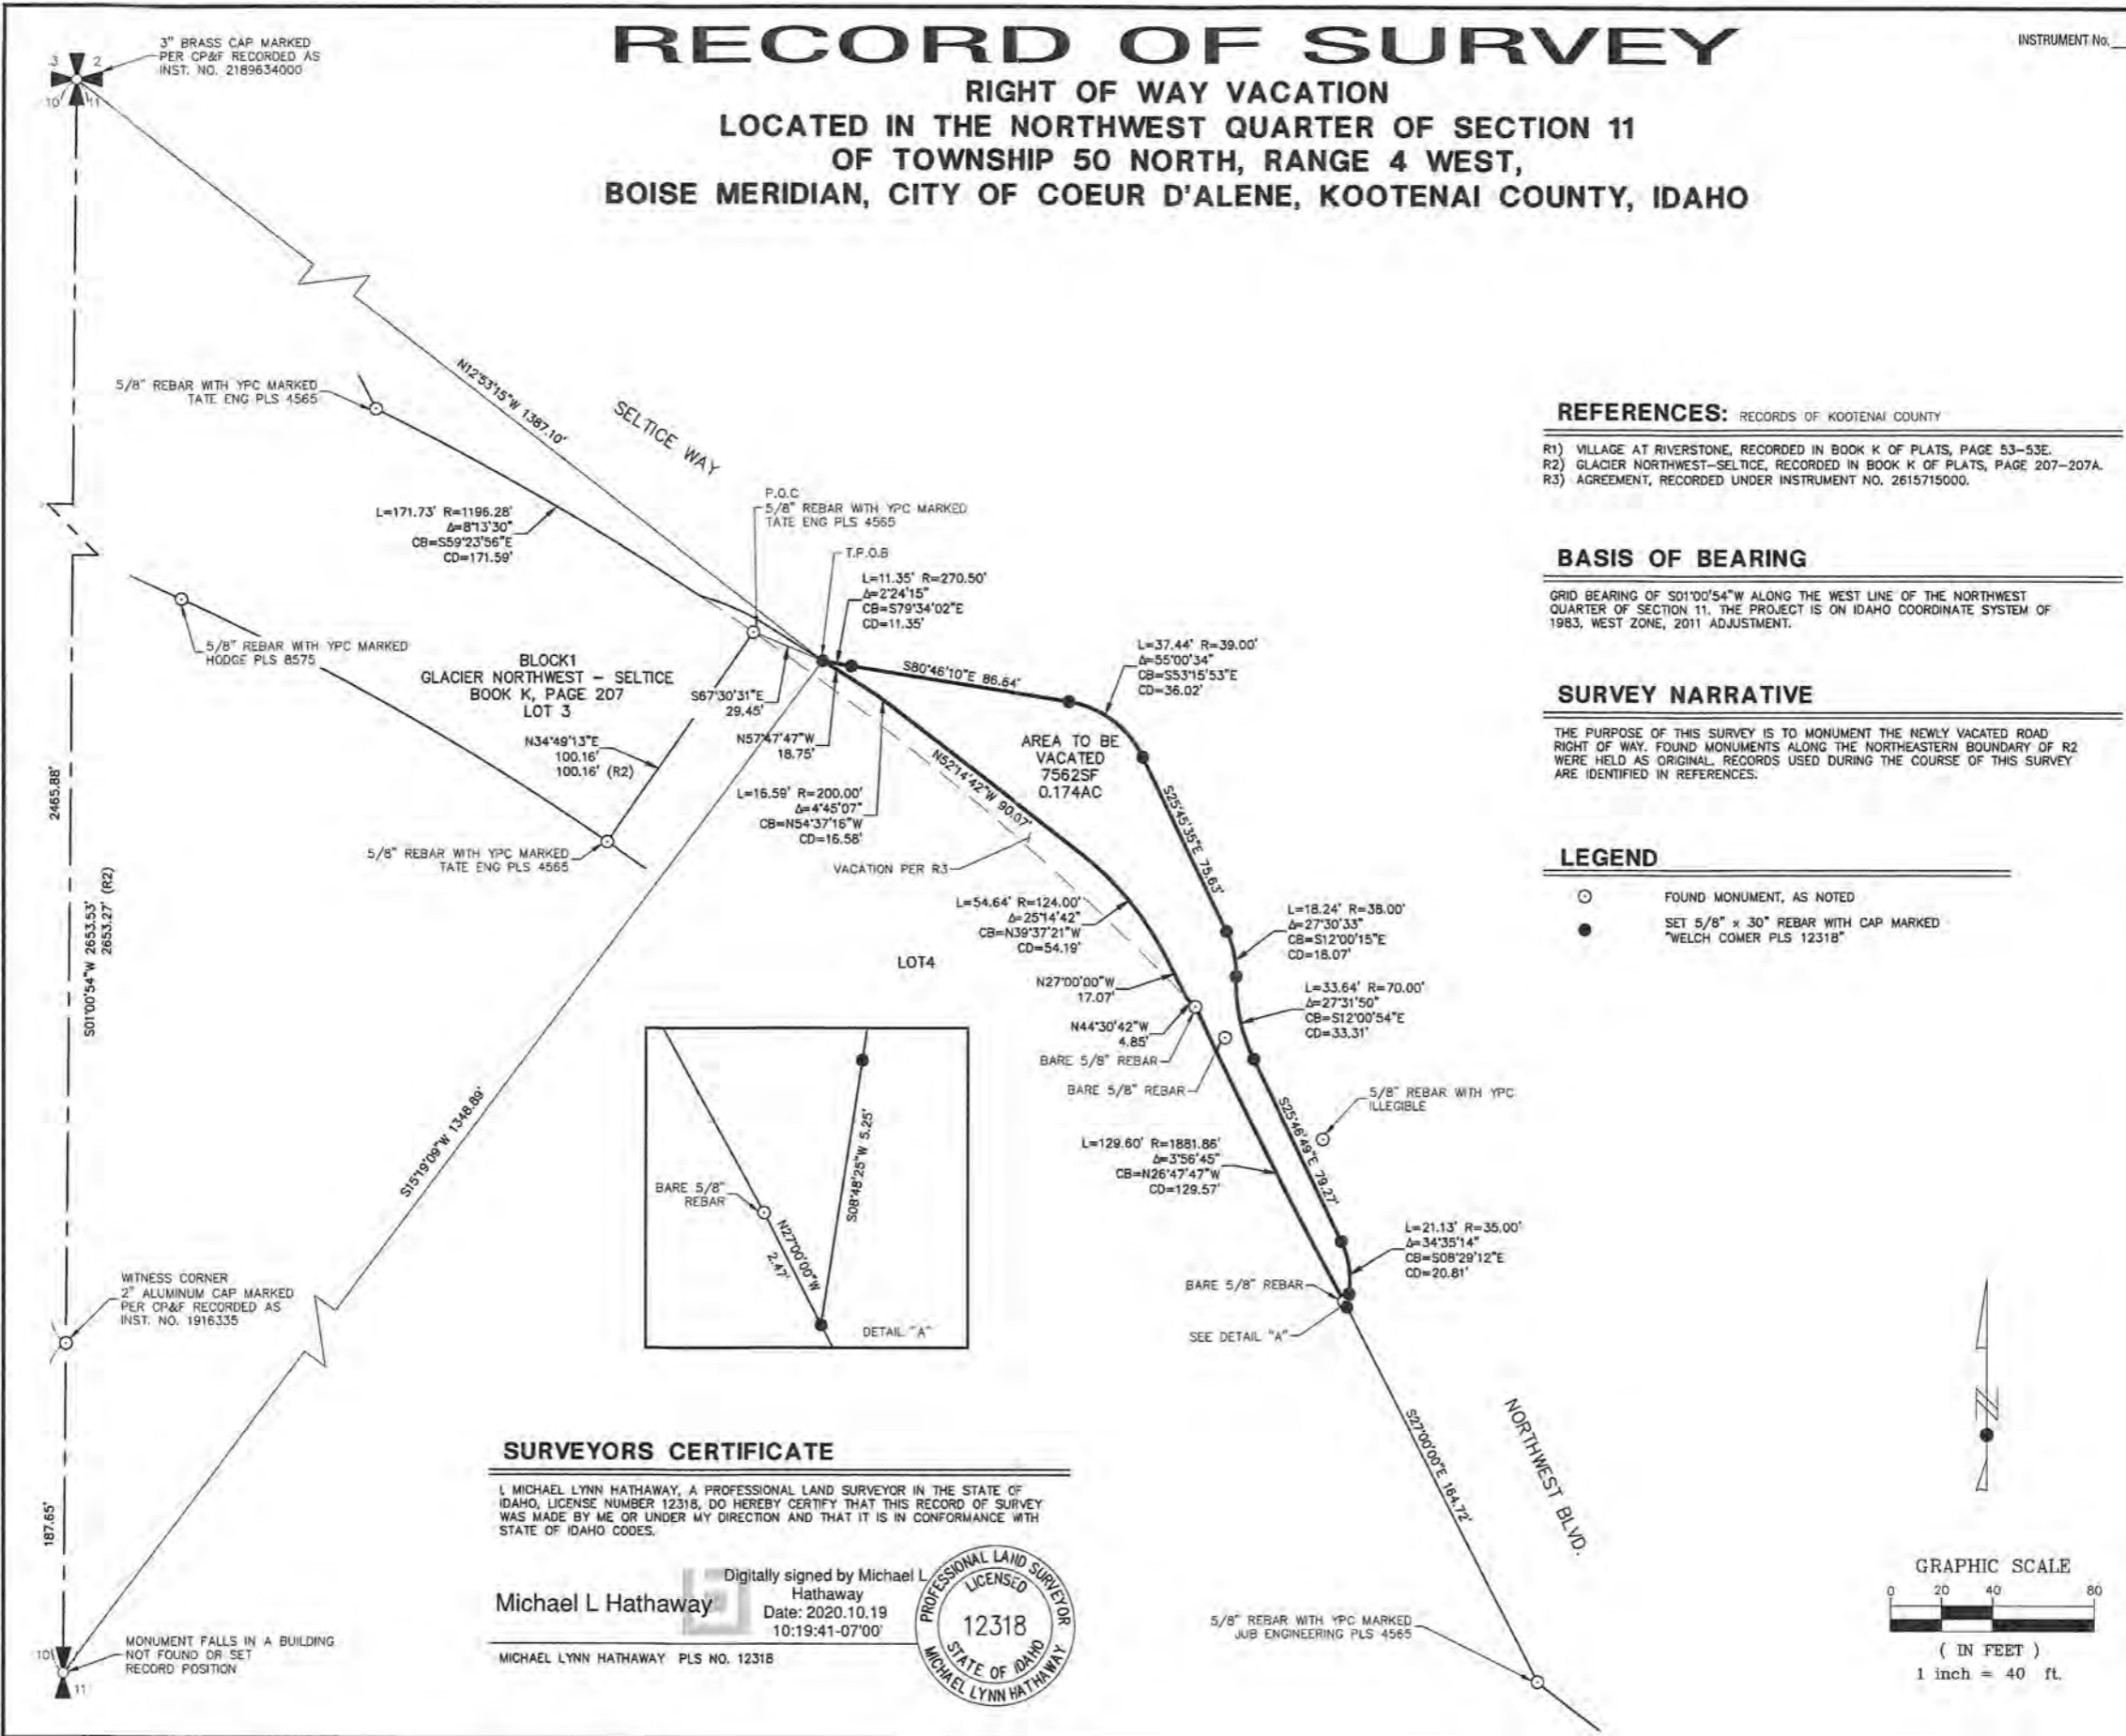 RECORD OF SURVEY
RIGHT OF WAY VACATION
LOCATED IN THE NORTHWEST QUARTER OF SECTION 11
OF TOWNSHIP 50 NORTH, RANGE 4 WEST,
BOISE MERIDIAN, CITY OF COEUR D'ALENE, KOOTENAI COUNTY, IDAHO
INSTRUMENT No.
3" BRASS CAP MARKED
PER CP&F RECORDED AS
INST. NO. 2189634000
3 2
10 11
N12°53'15"W 1387.10'
SELTICE WAY
5/8" REBAR WITH YPC MARKED
TATE ENG PLS 4565
L=171.73' R=1196.28'
Δ=8°13'30"
CB=S59°23'56"E
CD=171.59'
P.O.C
5/8" REBAR WITH YPC MARKED
TATE ENG PLS 4565
T.P.O.B
L=11.35' R=270.50'
Δ=2°24'15"
CB=S79°34'02"E
CD=11.35'
S80°46'10"E 86.64'
L=37.44' R=39.00'
Δ=55°00'34"
CB=S53°15'53"E
CD=36.02'
5/8" REBAR WITH YPC MARKED
HODGE PLS 8575
BLOCK1
GLACIER NORTHWEST - SELTICE
BOOK K, PAGE 207
LOT 3
S67°30'31"E
29.45'
N34°49'13"E
100.16'
100.16' (R2)
N57°47'47"W
18.75'
L=16.59' R=200.00'
Δ=4°45'07"
CB=N54°37'16"W
CD=16.58'
N52°14'42"W 90.07'
AREA TO BE
VACATED
7562SF
0.174AC
S25°45'35"E 75.63'
5/8" REBAR WITH YPC MARKED
TATE ENG PLS 4565
VACATION PER R3
L=54.64' R=124.00'
Δ=25°14'42"
CB=N39°37'21"W
CD=54.19'
L=18.24' R=38.00'
Δ=27°30'33"
CB=S12°00'15"E
CD=18.07'
LOT4
N27°00'00"W
17.07'
L=33.64' R=70.00'
Δ=27°31'50"
CB=S12°00'54"E
CD=33.31'
N44°30'42"W
4.85'
BARE 5/8" REBAR
BARE 5/8" REBAR
5/8" REBAR WITH YPC
ILLEGIBLE
S25°46'49"E 79.27'
L=129.60' R=1881.86'
Δ=3°56'45"
CB=N26°47'47"W
CD=129.57'
L=21.13' R=35.00'
Δ=34°35'14"
CB=S08°29'12"E
CD=20.81'
BARE 5/8" REBAR
SEE DETAIL "A"
2465.88'
S01°00'54"W 2653.53'
2653.27' (R2)
S15°19'09"W 1348.89'
BARE 5/8"
REBAR
N27°00'00"W
2.47'
S08°48'25"W 5.25'
DETAIL "A"
WITNESS CORNER
2" ALUMINUM CAP MARKED
PER CP&F RECORDED AS
INST. NO. 1916335
187.65'
MONUMENT FALLS IN A BUILDING
NOT FOUND OR SET
RECORD POSITION
10
11
S27°00'00"E 164.72'
NORTHWEST BLVD.
5/8" REBAR WITH YPC MARKED
JUB ENGINEERING PLS 4565
REFERENCES: RECORDS OF KOOTENAI COUNTY
R1) VILLAGE AT RIVERSTONE, RECORDED IN BOOK K OF PLATS, PAGE 53-53E.
R2) GLACIER NORTHWEST-SELTICE, RECORDED IN BOOK K OF PLATS, PAGE 207-207A.
R3) AGREEMENT, RECORDED UNDER INSTRUMENT NO. 2615715000.
BASIS OF BEARING
GRID BEARING OF S01°00'54"W ALONG THE WEST LINE OF THE NORTHWEST
QUARTER OF SECTION 11. THE PROJECT IS ON IDAHO COORDINATE SYSTEM OF
1983, WEST ZONE, 2011 ADJUSTMENT.
SURVEY NARRATIVE
THE PURPOSE OF THIS SURVEY IS TO MONUMENT THE NEWLY VACATED ROAD
RIGHT OF WAY. FOUND MONUMENTS ALONG THE NORTHEASTERN BOUNDARY OF R2
WERE HELD AS ORIGINAL. RECORDS USED DURING THE COURSE OF THIS SURVEY
ARE IDENTIFIED IN REFERENCES.
LEGEND
FOUND MONUMENT, AS NOTED
SET 5/8" x 30" REBAR WITH CAP MARKED
"WELCH COMER PLS 12318"
SURVEYORS CERTIFICATE
I, MICHAEL LYNN HATHAWAY, A PROFESSIONAL LAND SURVEYOR IN THE STATE OF
IDAHO, LICENSE NUMBER 12318, DO HEREBY CERTIFY THAT THIS RECORD OF SURVEY
WAS MADE BY ME OR UNDER MY DIRECTION AND THAT IT IS IN CONFORMANCE WITH
STATE OF IDAHO CODES.
Michael L Hathaway
Digitally signed by Michael L
Hathaway
Date: 2020.10.19
10:19:41-07'00'
MICHAEL LYNN HATHAWAY PLS NO. 12318
PROFESSIONAL LAND SURVEYOR
LICENSED
12318
STATE OF IDAHO
MICHAEL LYNN HATHAWAY
N
GRAPHIC SCALE
0 20 40 80
( IN FEET )
1 inch = 40 ft.